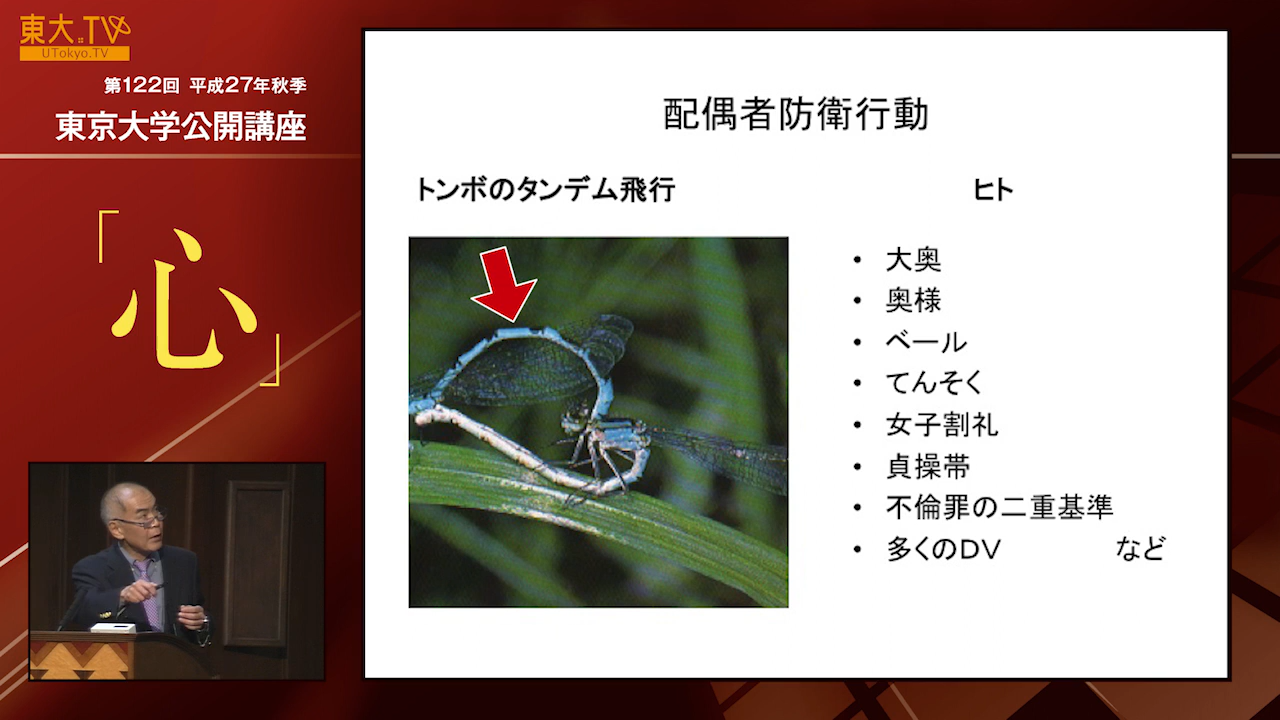 東大.TV
UTokyo.TV
第122回 平成27年秋季
東京大学公開講座
「心」
配偶者防衛行動
トンボのタンデム飛行
ヒト
• 大奥
• 奥様
• ベール
• てんそく
• 女子割礼
• 貞操帯
• 不倫罪の二重基準
• 多くのDV など